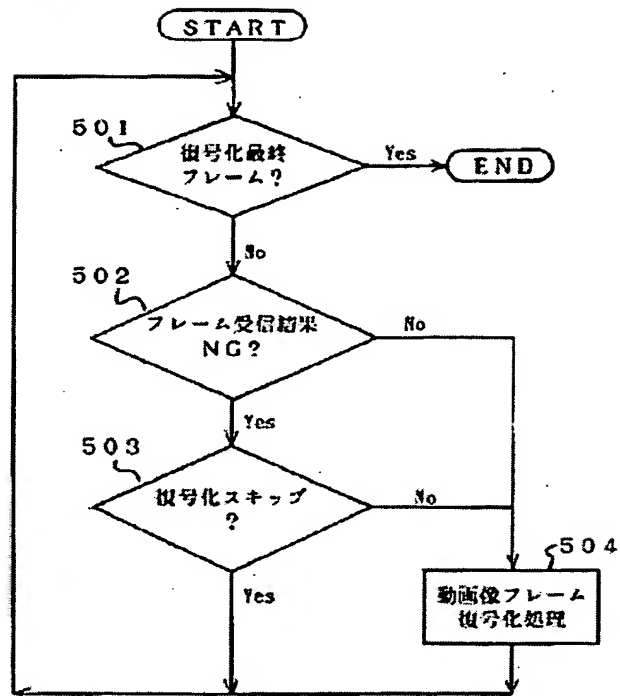 START
501
復号化最終
フレーム?
Yes
END
No
502
フレーム受信結果
NG?
No
Yes
503
復号化スキップ
?
No
504
Yes
動画像フレーム
復号化処理